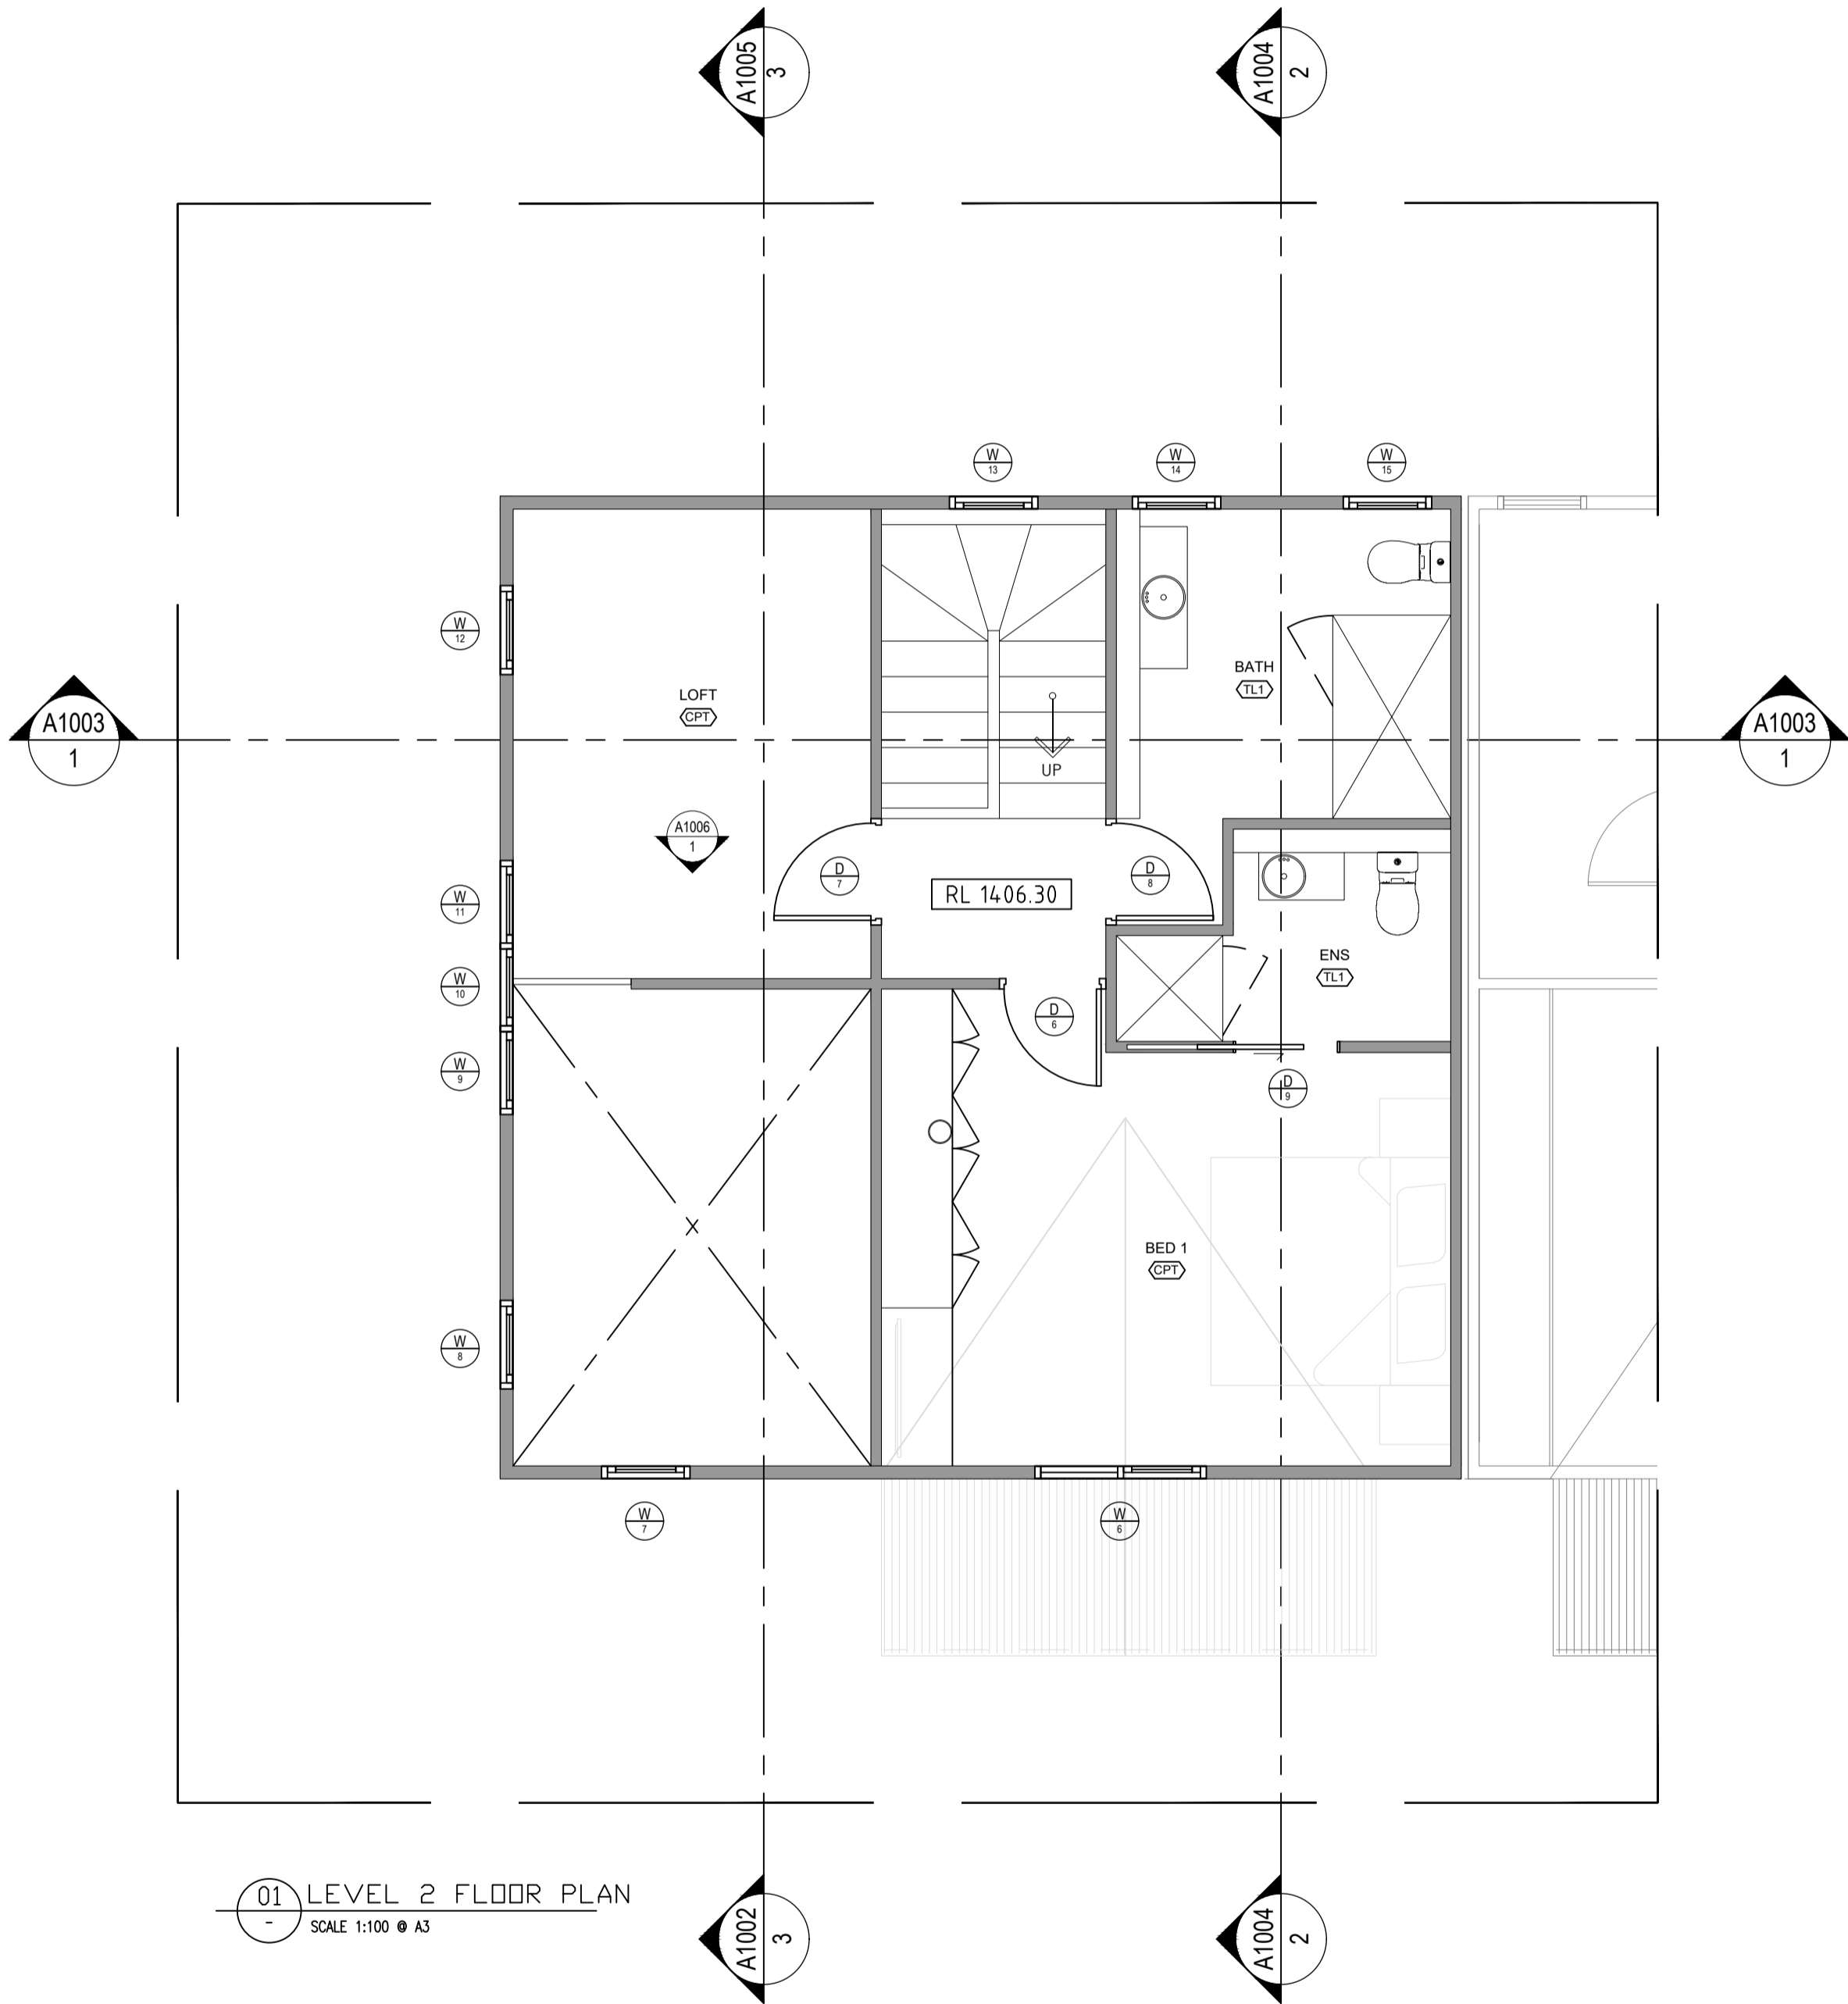 A1005
3
A1004
2
W
13
W
14
W
15
W
12
BATH
TL1
LOFT
CPT
A1003
1
A1003
1
UP
A1006
1
D
7
D
8
RL 1406.30
W
11
ENS
TL1
W
10
D
6
W
9
D
9
BED 1
CPT
W
8
W
7
W
6
01
-
LEVEL 2 FLOOR PLAN
SCALE 1:100 @ A3
A1002
3
A1004
2